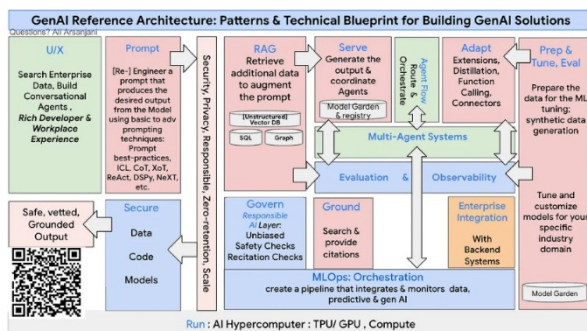 GenAI Reference Architecture: Patterns & Technical Blueprint for Building GenAI Solutions
Questions? Ali Arsanjani
U/X
Search Enterprise
Data, Build
Conversational
Agents ,
Rich Developer &
Workplace
Experience
Prompt
[Re-] Engineer a
prompt that
produces the
desired output
from the Model
using basic to adv
prompting
techniques:
Prompt
best-practices,
ICL, CoT, XoT,
ReAct, DSPy, NeXT,
etc.
Security, Privacy, Responsible, Zero-retention, Scale
RAG
Retrieve
additional data
to augment
the prompt
[Unstructured]
Vector DB
SQL
Graph
Serve
Generate the
output &
coordinate
Agents
Model Garden
& registry
Agent Flow
Route &
Orchestrate
Adapt
Extensions,
Distillation,
Function
Calling,
Connectors
Prep &
Tune, Eval
Prepare the
data for the ML
tuning;
synthetic data
generation
Tune and
customize
models for your
specific
industry
domain
Model Garden
Multi-Agent Systems
Evaluation & Observability
Safe, vetted,
Grounded
Output
Secure
Data
Code
Models
Govern
Responsible
AI Layer:
Unbiased
Safety Checks
Recitation Checks
Ground
Search &
provide
citations
Enterprise
Integration
With
Backend
Systems
MLOps: Orchestration
create a pipeline that integrates & monitors data,
predictive & gen AI
Run : AI Hypercomputer : TPU/ GPU , Compute